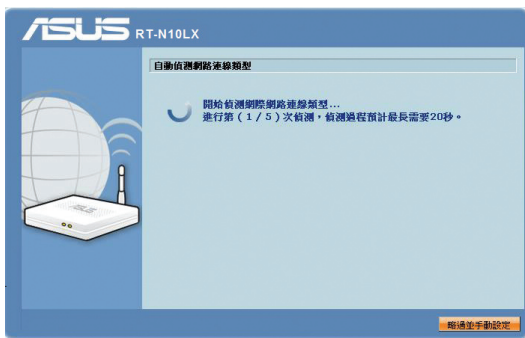 ASUS RT-N10LX
自動偵測網路連線類型
開始偵測網際網路連線類型...
進行第（1 / 5）次偵測，偵測過程預計最長需要20秒。
ASUS
略過並手動設定